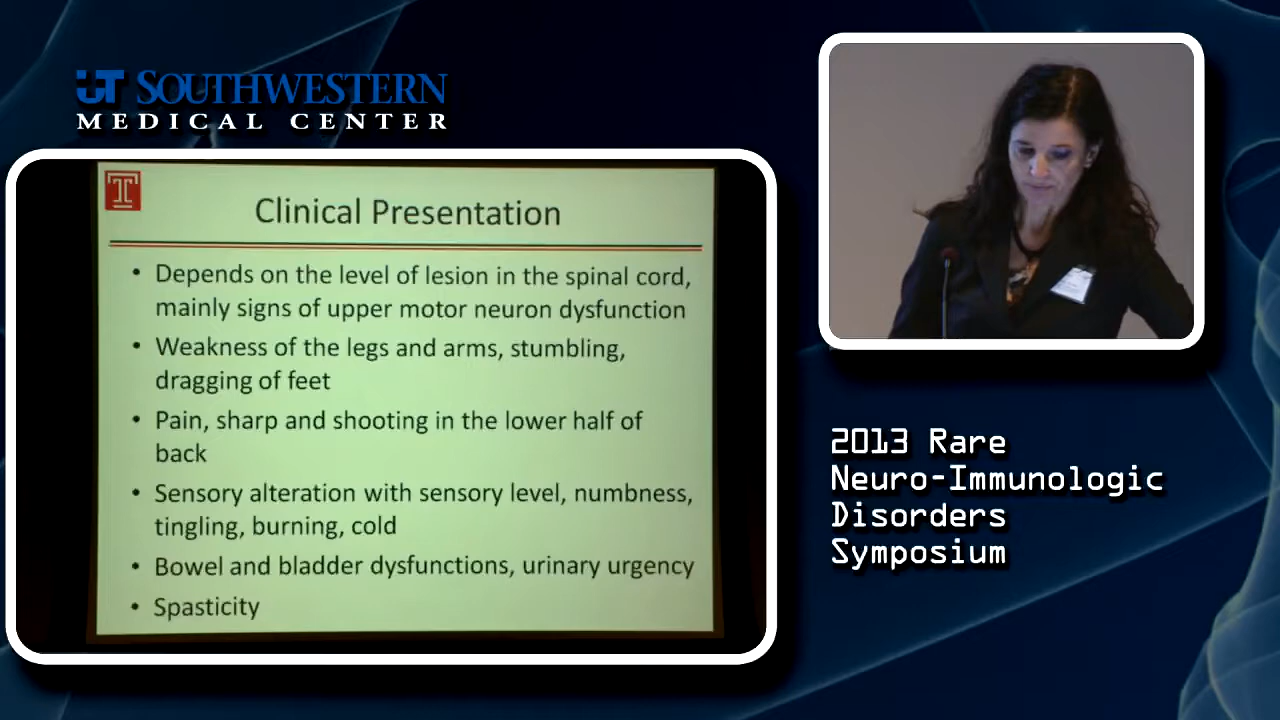 UT SOUTHWESTERN
MEDICAL CENTER
T
Clinical Presentation
• Depends on the level of lesion in the spinal cord,
mainly signs of upper motor neuron dysfunction
• Weakness of the legs and arms, stumbling,
dragging of feet
• Pain, sharp and shooting in the lower half of
back
• Sensory alteration with sensory level, numbness,
tingling, burning, cold
• Bowel and bladder dysfunctions, urinary urgency
• Spasticity
2013 Rare
Neuro-Immunologic
Disorders
Symposium